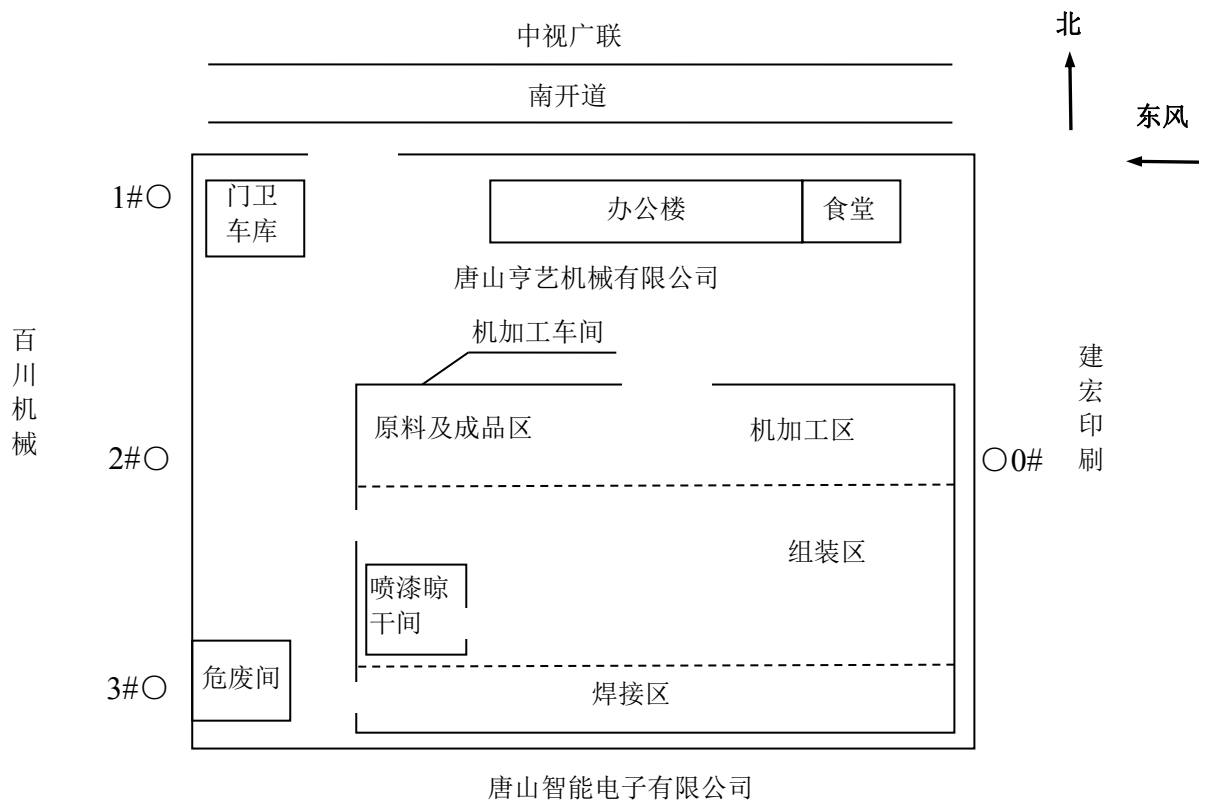 中视广联
北
南开道
东风
1#○
门卫
车库
办公楼
食堂
唐山亨艺机械有限公司
机加工车间
百
川
机
械
建
宏
印
刷
原料及成品区
机加工区
2#○
○0#
组装区
喷漆晾
干间
危废间
3#○
焊接区
唐山智能电子有限公司